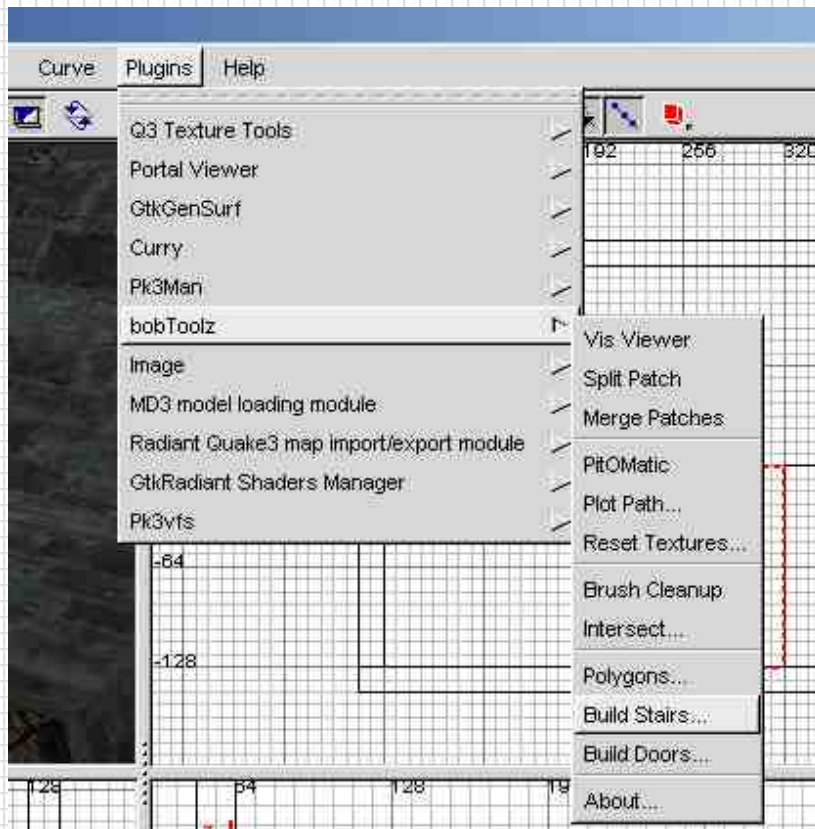 Curve Plugins Help
Q3 Texture Tools
Portal Viewer
GtkGenSurf
Curry
Pk3Man
bobToolz
Image
MD3 model loading module
Radiant Quake3 map import/export module
GtkRadiant Shaders Manager
Pk3vfs
192 256 320
Vis Viewer
Split Patch
Merge Patches
PitOMatic
Plot Path...
Reset Textures...
Brush Cleanup
Intersect...
Polygons...
Build Stairs...
Build Doors...
About...
-64
-128
128 64 128